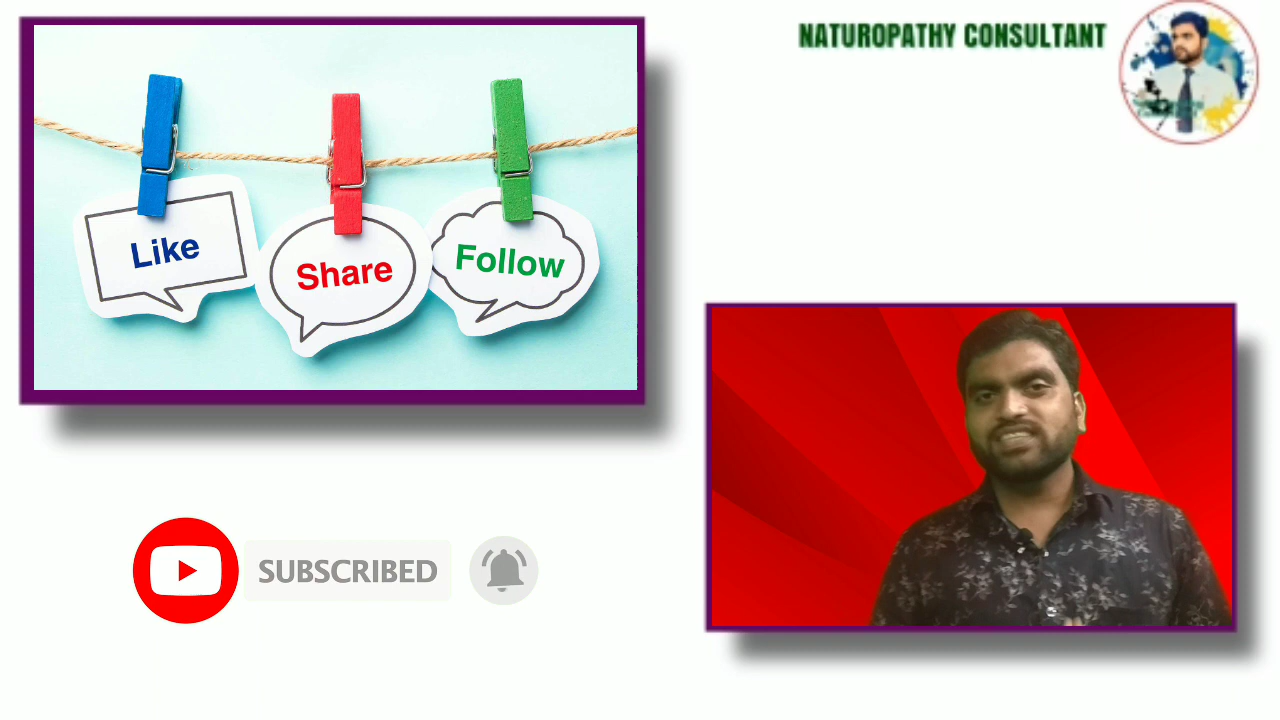 NATUROPATHY CONSULTANT
Like
Share
Follow
SUBSCRIBED